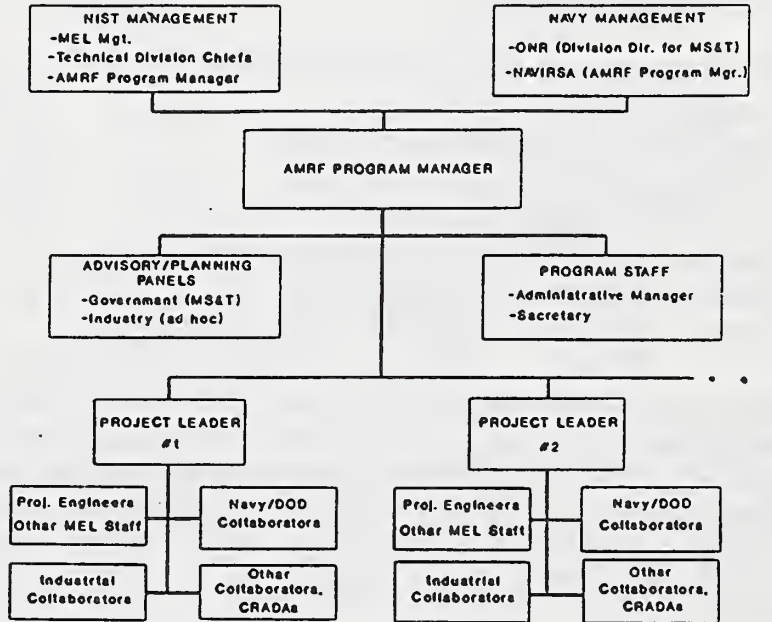 NIST MANAGEMENT
-MEL Mgt.
-Technical Division Chiefs
-AMRF Program Manager
NAVY MANAGEMENT
-ONR (Division Dir. for MS&T)
-NAVIRSA (AMRF Program Mgr.)
AMRF PROGRAM MANAGER
ADVISORY/PLANNING
PANELS
-Government (MS&T)
-Industry (ad hoc)
PROGRAM STAFF
-Administrative Manager
-Secretary
PROJECT LEADER
#1
PROJECT LEADER
#2
Proj. Engineers
Other MEL Staff
Navy/DOD
Collaborators
Industrial
Collaborators
Other
Collaborators,
CRADAs
Proj. Engineers
Other MEL Staff
Navy/DOD
Collaborators
Industrial
Collaborators
Other
Collaborators,
CRADAs